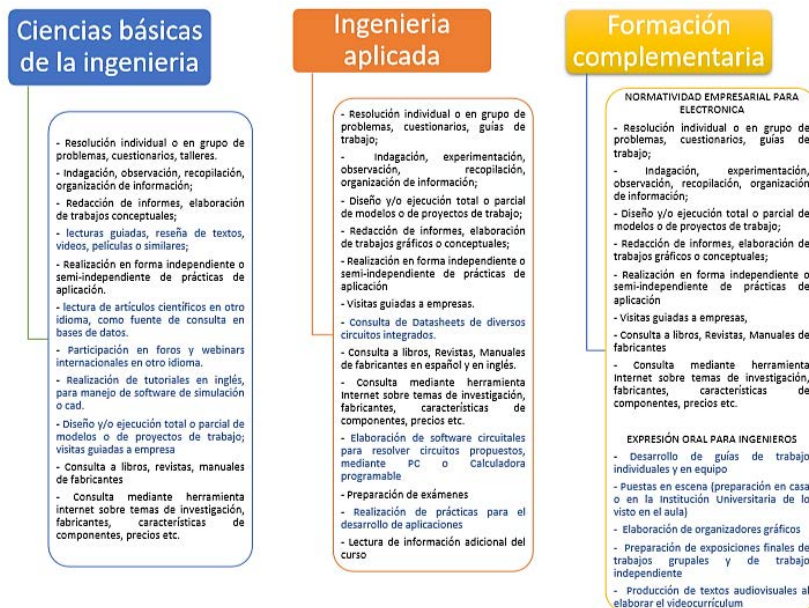 Ciencias básicas
de la ingenieria
- Resolución individual o en grupo de
problemas, cuestionarios, talleres.
- Indagación, observación, recopilación,
organización de información;
- Redacción de informes, elaboración
de trabajos conceptuales;
- lecturas guiadas, reseña de textos,
videos, películas o similares;
- Realización en forma independiente o
semi-independiente de prácticas de
aplicación.
- lectura de artículos científicos en otro
idioma, como fuente de consulta en
bases de datos.
- Participación en foros y webinars
internacionales en otro idioma.
- Realización de tutoriales en inglés,
para manejo de software de simulación
o cad.
- Diseño y/o ejecución total o parcial de
modelos o de proyectos de trabajo;
visitas guiadas a empresa
- Consulta a libros, revistas, manuales
de fabricantes
- Consulta mediante herramienta
internet sobre temas de investigación,
fabricantes, características de
componentes, precios etc.
Ingenieria
aplicada
- Resolución individual o en grupo de
problemas, cuestionarios, guías de
trabajo;
- Indagación, experimentación,
observación, recopilación,
organización de información;
- Diseño y/o ejecución total o parcial
de modelos o de proyectos de trabajo;
- Redacción de informes, elaboración
de trabajos gráficos o conceptuales;
- Realización en forma independiente o
semi-independiente de prácticas de
aplicación
- Visitas guiadas a empresas.
- Consulta de Datasheets de diversos
circuitos integrados.
- Consulta a libros, Revistas, Manuales
de fabricantes en español y en inglés.
- Consulta mediante herramienta
Internet sobre temas de investigación,
fabricantes, características de
componentes, precios etc.
- Elaboración de software circuitales
para resolver circuitos propuestos,
mediante PC o Calculadora
programable
- Preparación de exámenes
- Realización de prácticas para el
desarrollo de aplicaciones
- Lectura de información adicional del
curso
Formación
complementaria
NORMATIVIDAD EMPRESARIAL PARA
ELECTRONICA
- Resolución individual o en grupo de
problemas, cuestionarios, guías de
trabajo;
- Indagación, experimentación,
observación, recopilación, organización
de información;
- Diseño y/o ejecución total o parcial de
modelos o de proyectos de trabajo;
- Redacción de informes, elaboración de
trabajos gráficos o conceptuales;
- Realización en forma independiente o
semi-independiente de prácticas de
aplicación
- Visitas guiadas a empresas,
- Consulta a libros, Revistas, Manuales de
fabricantes
- Consulta mediante herramienta
Internet sobre temas de investigación,
fabricantes, características de
componentes, precios etc.
EXPRESIÓN ORAL PARA INGENIEROS
- Desarrollo de guías de trabajo
individuales y en equipo
- Puestas en escena (preparación en casa
o en la Institución Universitaria de lo
visto en el aula)
- Elaboración de organizadores gráficos
- Preparación de exposiciones finales de
trabajos grupales y de trabajo
independiente
- Producción de textos audiovisuales al
elaborar el videocurrículum